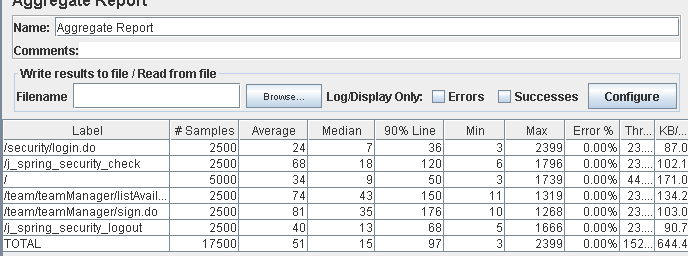 Aggregate Report
Name: Aggregate Report
Comments:
Write results to file / Read from file
Filename Browse... Log/Display Only: Errors Successes Configure
Label # Samples Average Median 90% Line Min Max Error % Thr... KB/...
/security/login.do 2500 24 7 36 3 2399 0.00% 23.... 87.0
/j_spring_security_check 2500 68 18 120 6 1796 0.00% 23.... 102.1
/ 5000 34 9 50 3 1739 0.00% 44.... 171.0
/team/teamManager/listAvail... 2500 74 43 150 11 1319 0.00% 23.... 134.2
/team/teamManager/sign.do 2500 81 35 176 10 1268 0.00% 23.... 103.0
/j_spring_security_logout 2500 40 13 68 5 1666 0.00% 23.... 90.7
TOTAL 17500 51 15 97 3 2399 0.00% 152... 644.4